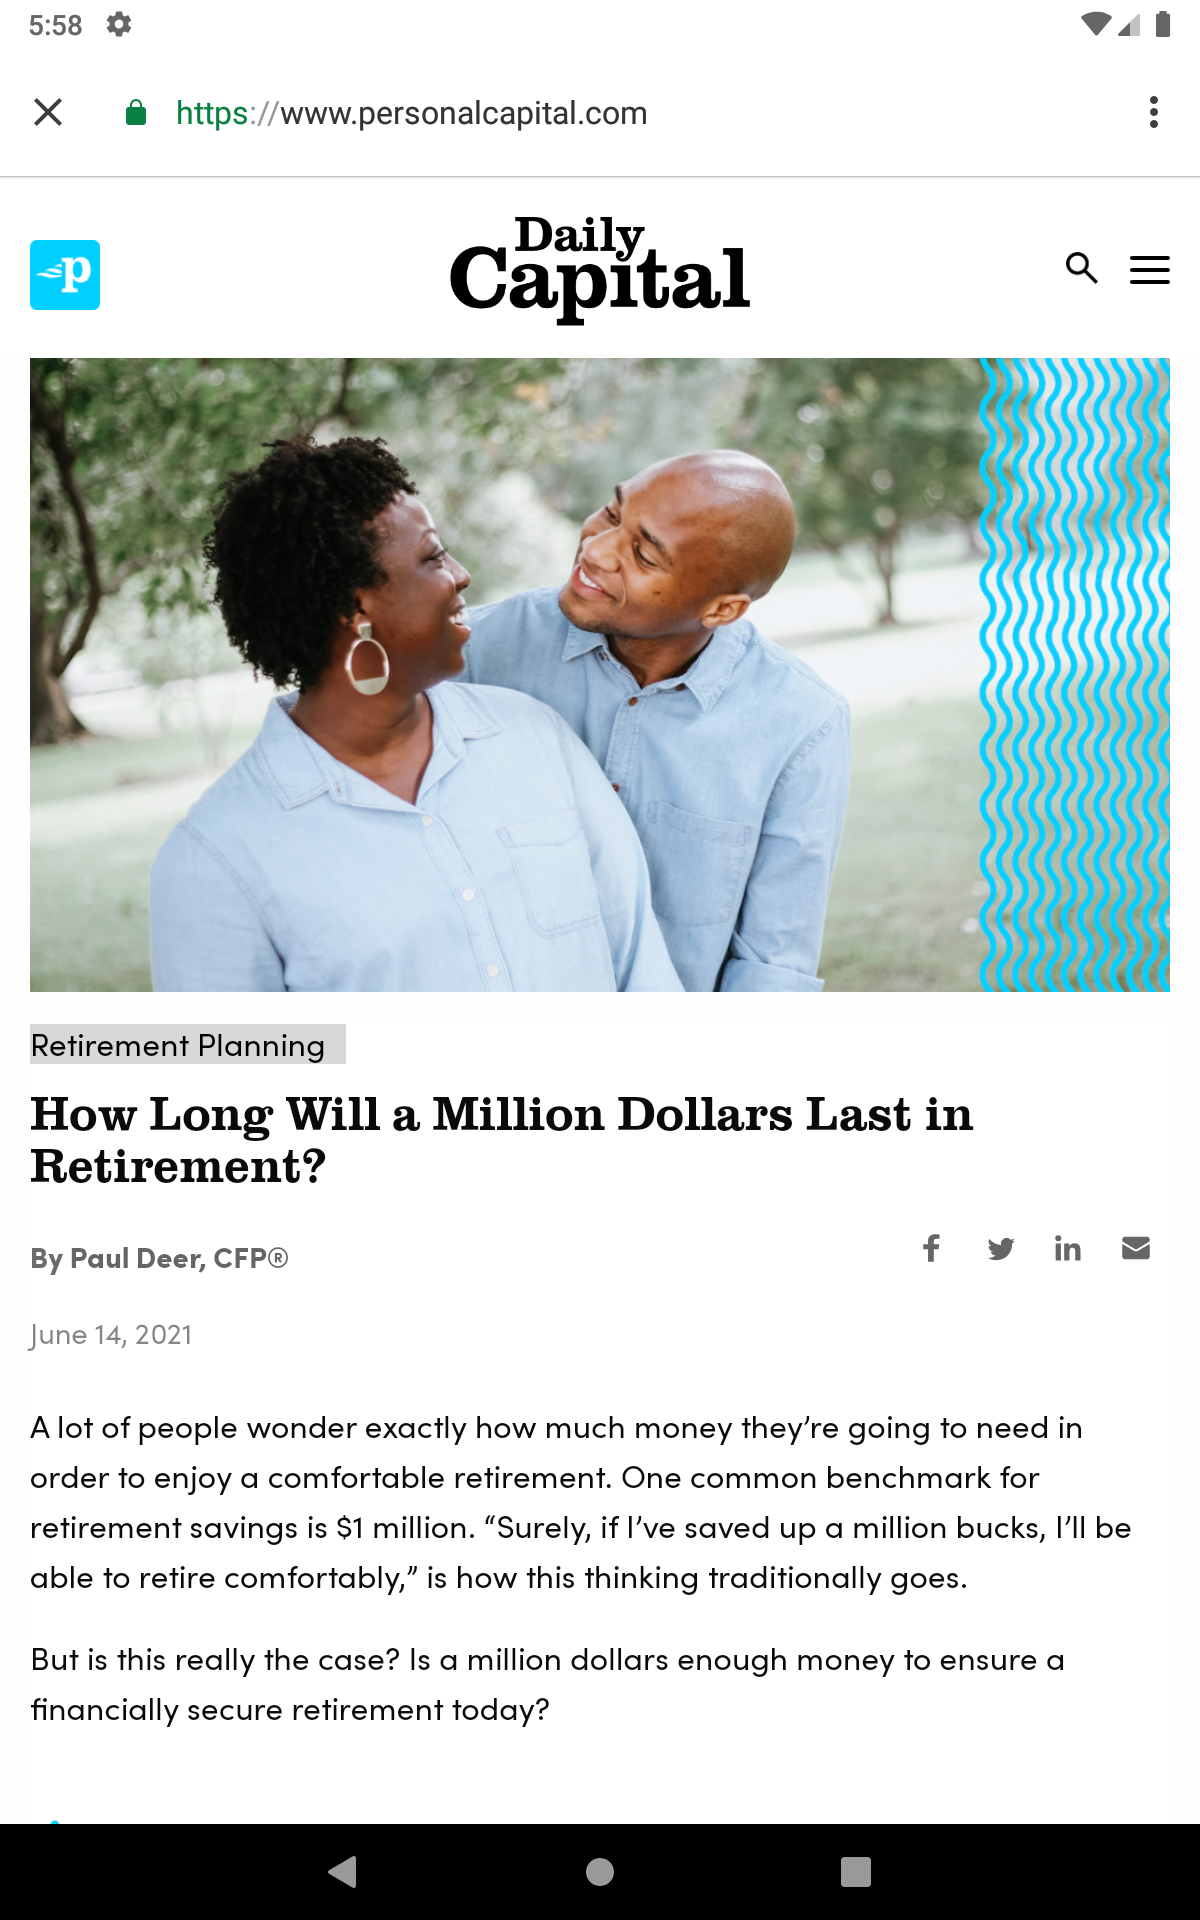 5:58
https://www.personalcapital.com
p
Daily
Capital
Retirement Planning
How Long Will a Million Dollars Last in
Retirement?
By Paul Deer, CFP®
June 14, 2021
A lot of people wonder exactly how much money they’re going to need in
order to enjoy a comfortable retirement. One common benchmark for
retirement savings is $1 million. “Surely, if I’ve saved up a million bucks, I’ll be
able to retire comfortably,” is how this thinking traditionally goes.
But is this really the case? Is a million dollars enough money to ensure a
financially secure retirement today?